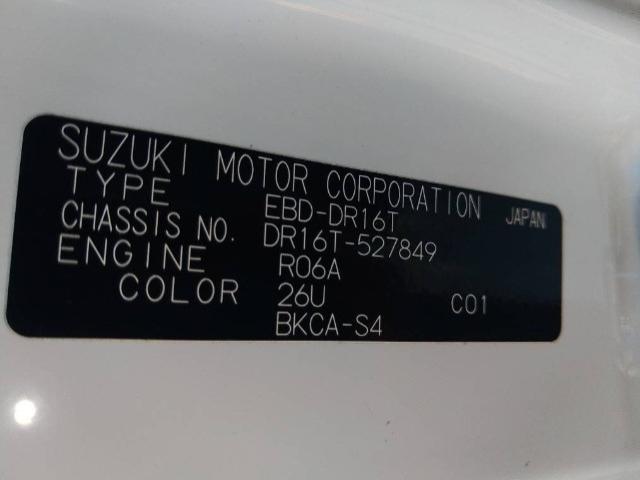 SUZUKI MOTOR CORPORATION JAPAN
TYPE EBD-DR16T
CHASSIS NO. DR16T-527849
ENGINE R06A
COLOR 26U C01
BKCA-S4